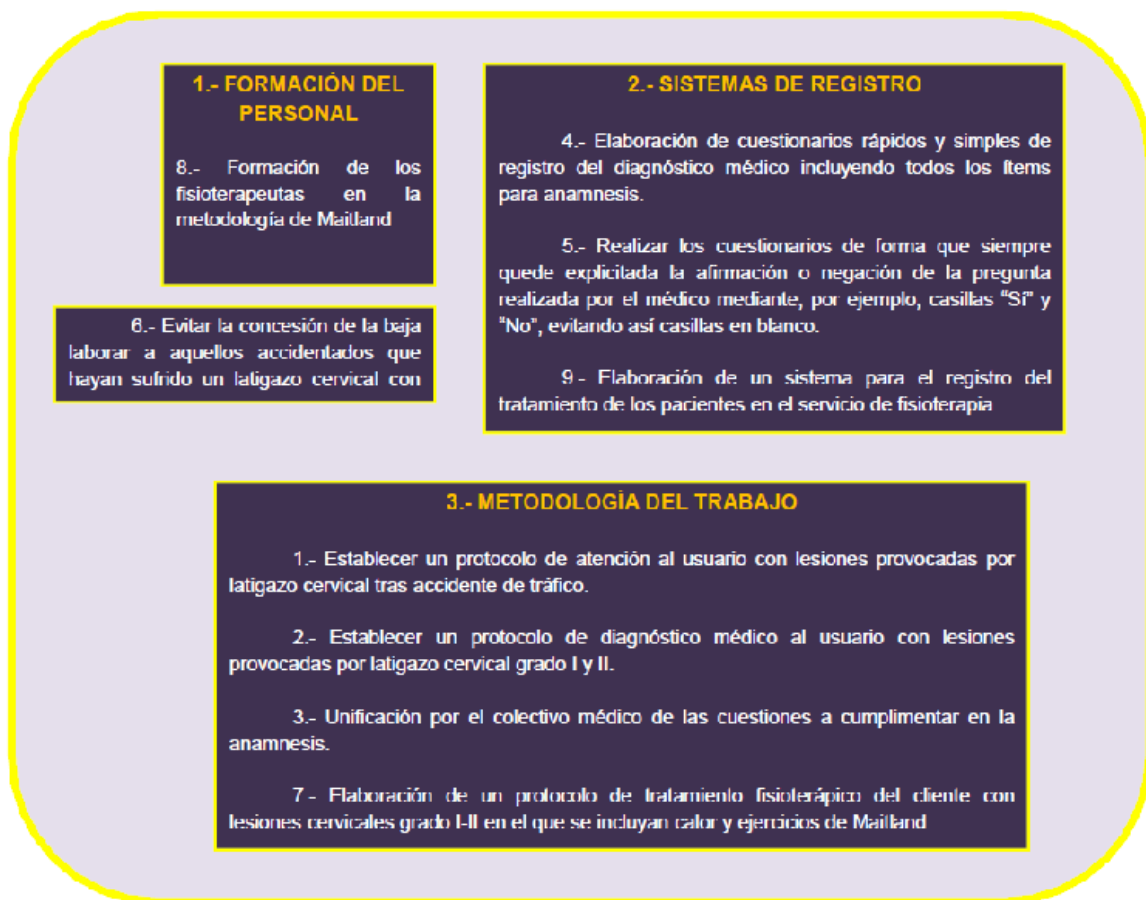 1.- FORMACIÓN DEL
PERSONAL
8.- Formación de los
fisioterapeutas en la
metodología de Maitland
6.- Evitar la concesión de la baja
laborar a aquellos accidentados que
hayan sufrido un latigazo cervical con
2.- SISTEMAS DE REGISTRO
4.- Elaboración de cuestionarios rápidos y simples de
registro del diagnóstico médico incluyendo todos los ítems
para anamnesis.
5.- Realizar los cuestionarios de forma que siempre
quede explicitada la afirmación o negación de la pregunta
realizada por el médico mediante, por ejemplo, casillas “Sí” y
“No”, evitando así casillas en blanco.
9.- Elaboración de un sistema para el registro del
tratamiento de los pacientes en el servicio de fisioterapia
3.- METODOLOGÍA DEL TRABAJO
1.- Establecer un protocolo de atención al usuario con lesiones provocadas por
latigazo cervical tras accidente de tráfico.
2.- Establecer un protocolo de diagnóstico médico al usuario con lesiones
provocadas por latigazo cervical grado I y II.
3.- Unificación por el colectivo médico de las cuestiones a cumplimentar en la
anamnesis.
7.- Elaboración de un protocolo de tratamiento fisioterápico del cliente con
lesiones cervicales grado I-II en el que se incluyan calor y ejercicios de Maitland